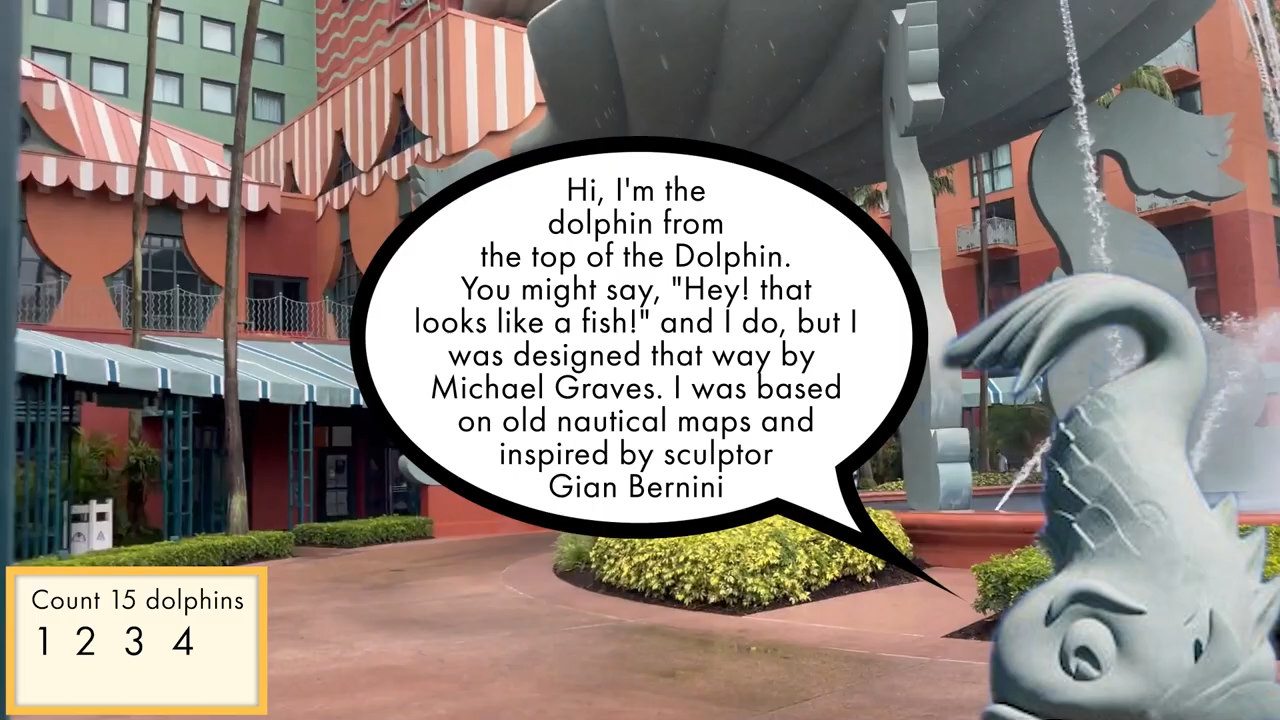 Hi, I'm the
dolphin from
the top of the Dolphin.
You might say, "Hey! that
looks like a fish!" and I do, but I
was designed that way by
Michael Graves. I was based
on old nautical maps and
inspired by sculptor
Gian Bernini
Count 15 dolphins
1 2 3 4